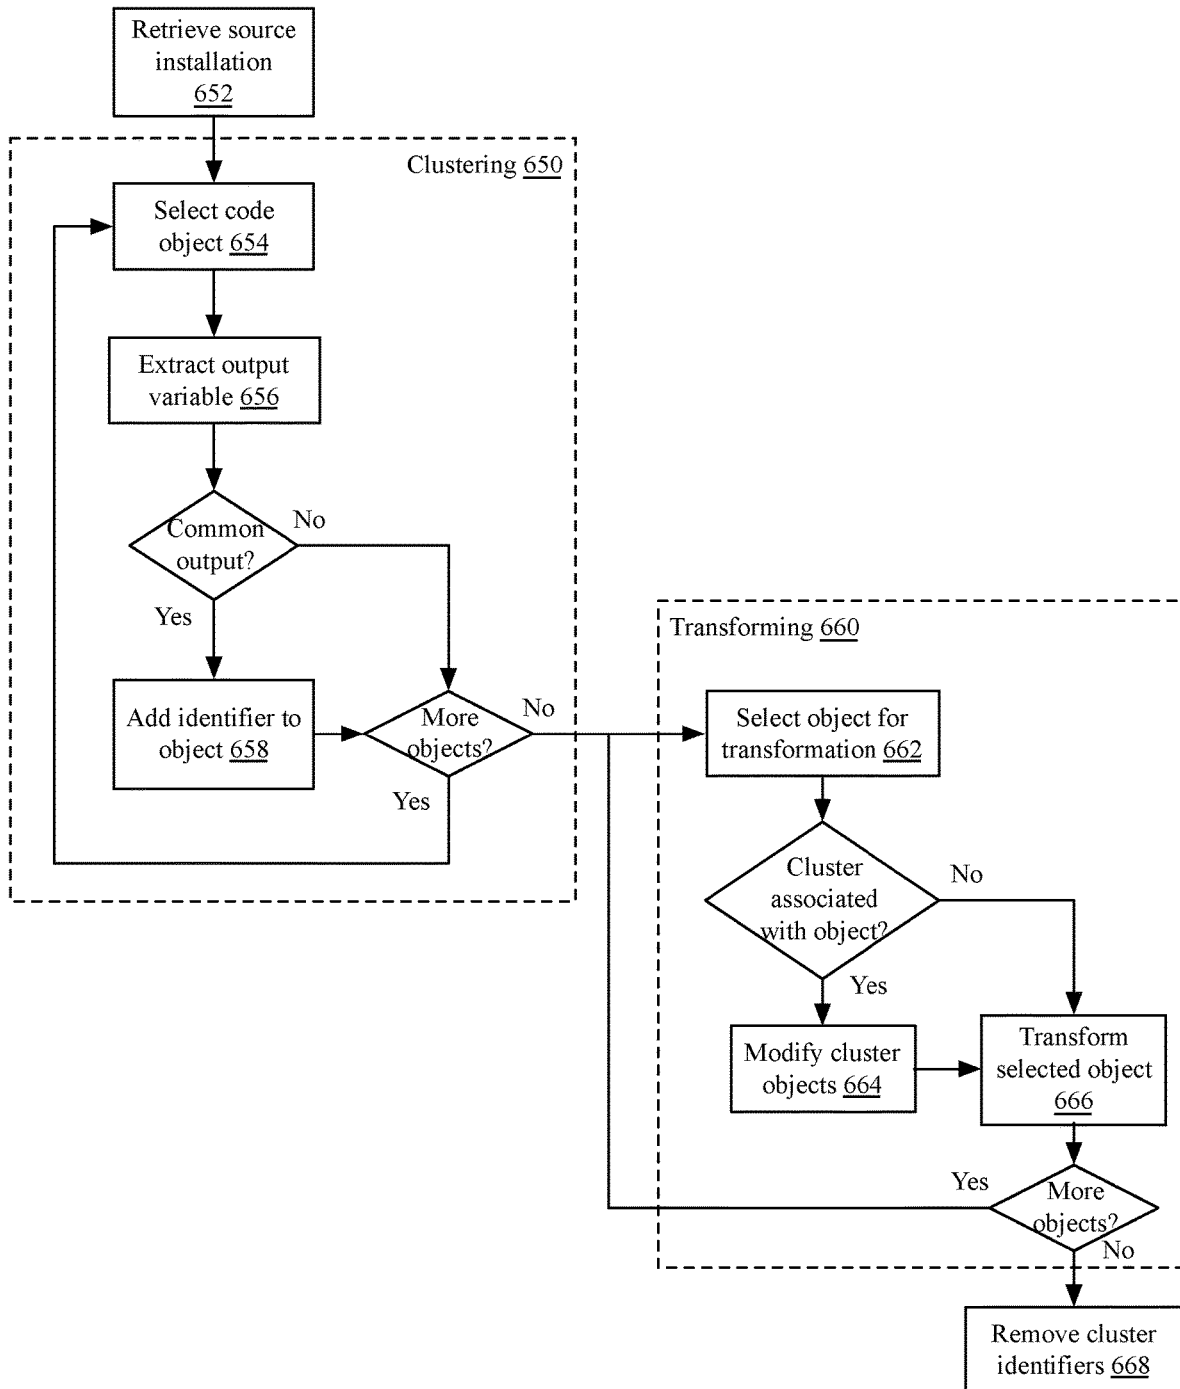 Retrieve source
installation
652
Clustering 650
Select code
object 654
Extract output
variable 656
Common
output?
No
Yes
Add identifier to
object 658
More
objects?
No
Yes
Transforming 660
Select object for
transformation 662
Cluster
associated
with object?
No
Yes
Modify cluster
objects 664
Transform
selected object
666
Yes
More
objects?
No
Remove cluster
identifiers 668